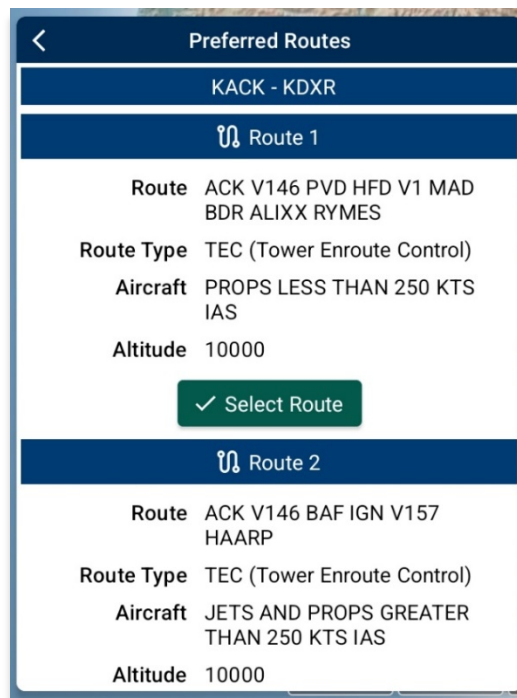 Preferred Routes
KACK - KDXR
Route 1
Route ACK V146 PVD HFD V1 MAD
BDR ALIXX RYMES
Route Type TEC (Tower Enroute Control)
Aircraft PROPS LESS THAN 250 KTS
IAS
Altitude 10000
Select Route
Route 2
Route ACK V146 BAF IGN V157
HAARP
Route Type TEC (Tower Enroute Control)
Aircraft JETS AND PROPS GREATER
THAN 250 KTS IAS
Altitude 10000